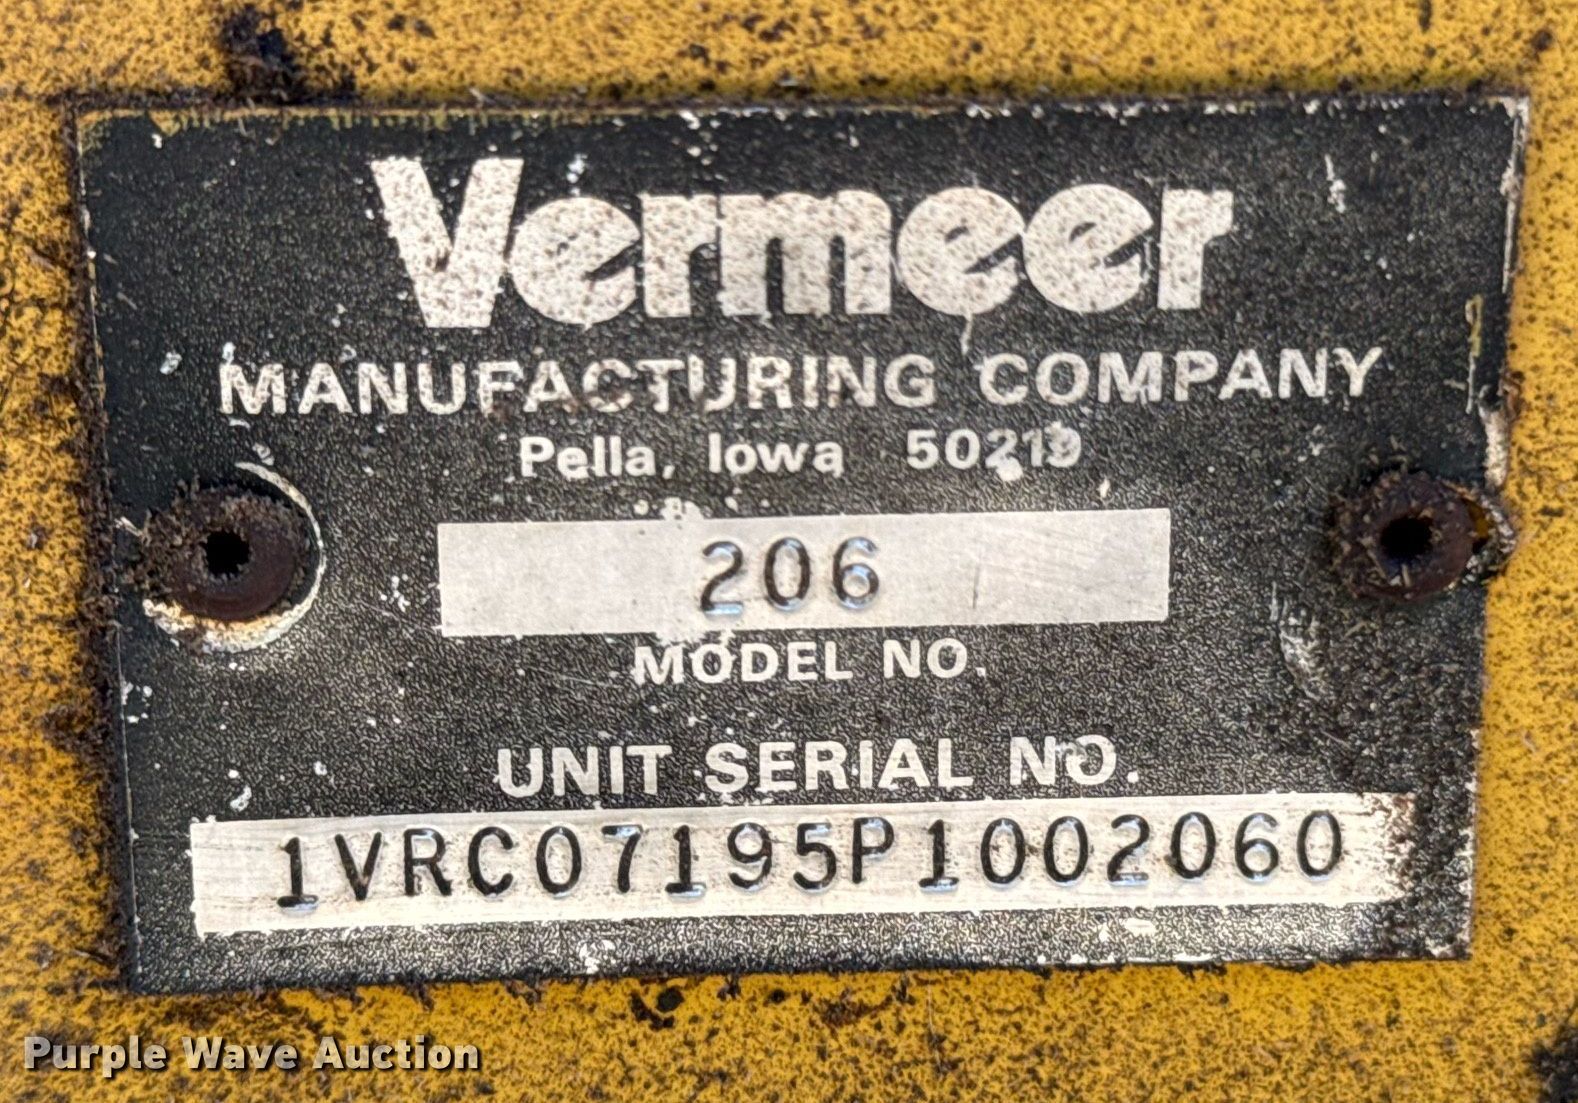 Vermeer
MANUFACTURING COMPANY
Pella, Iowa 50219
206
MODEL NO.
UNIT SERIAL NO.
1VRC07195P1002060
Purple Wave Auction